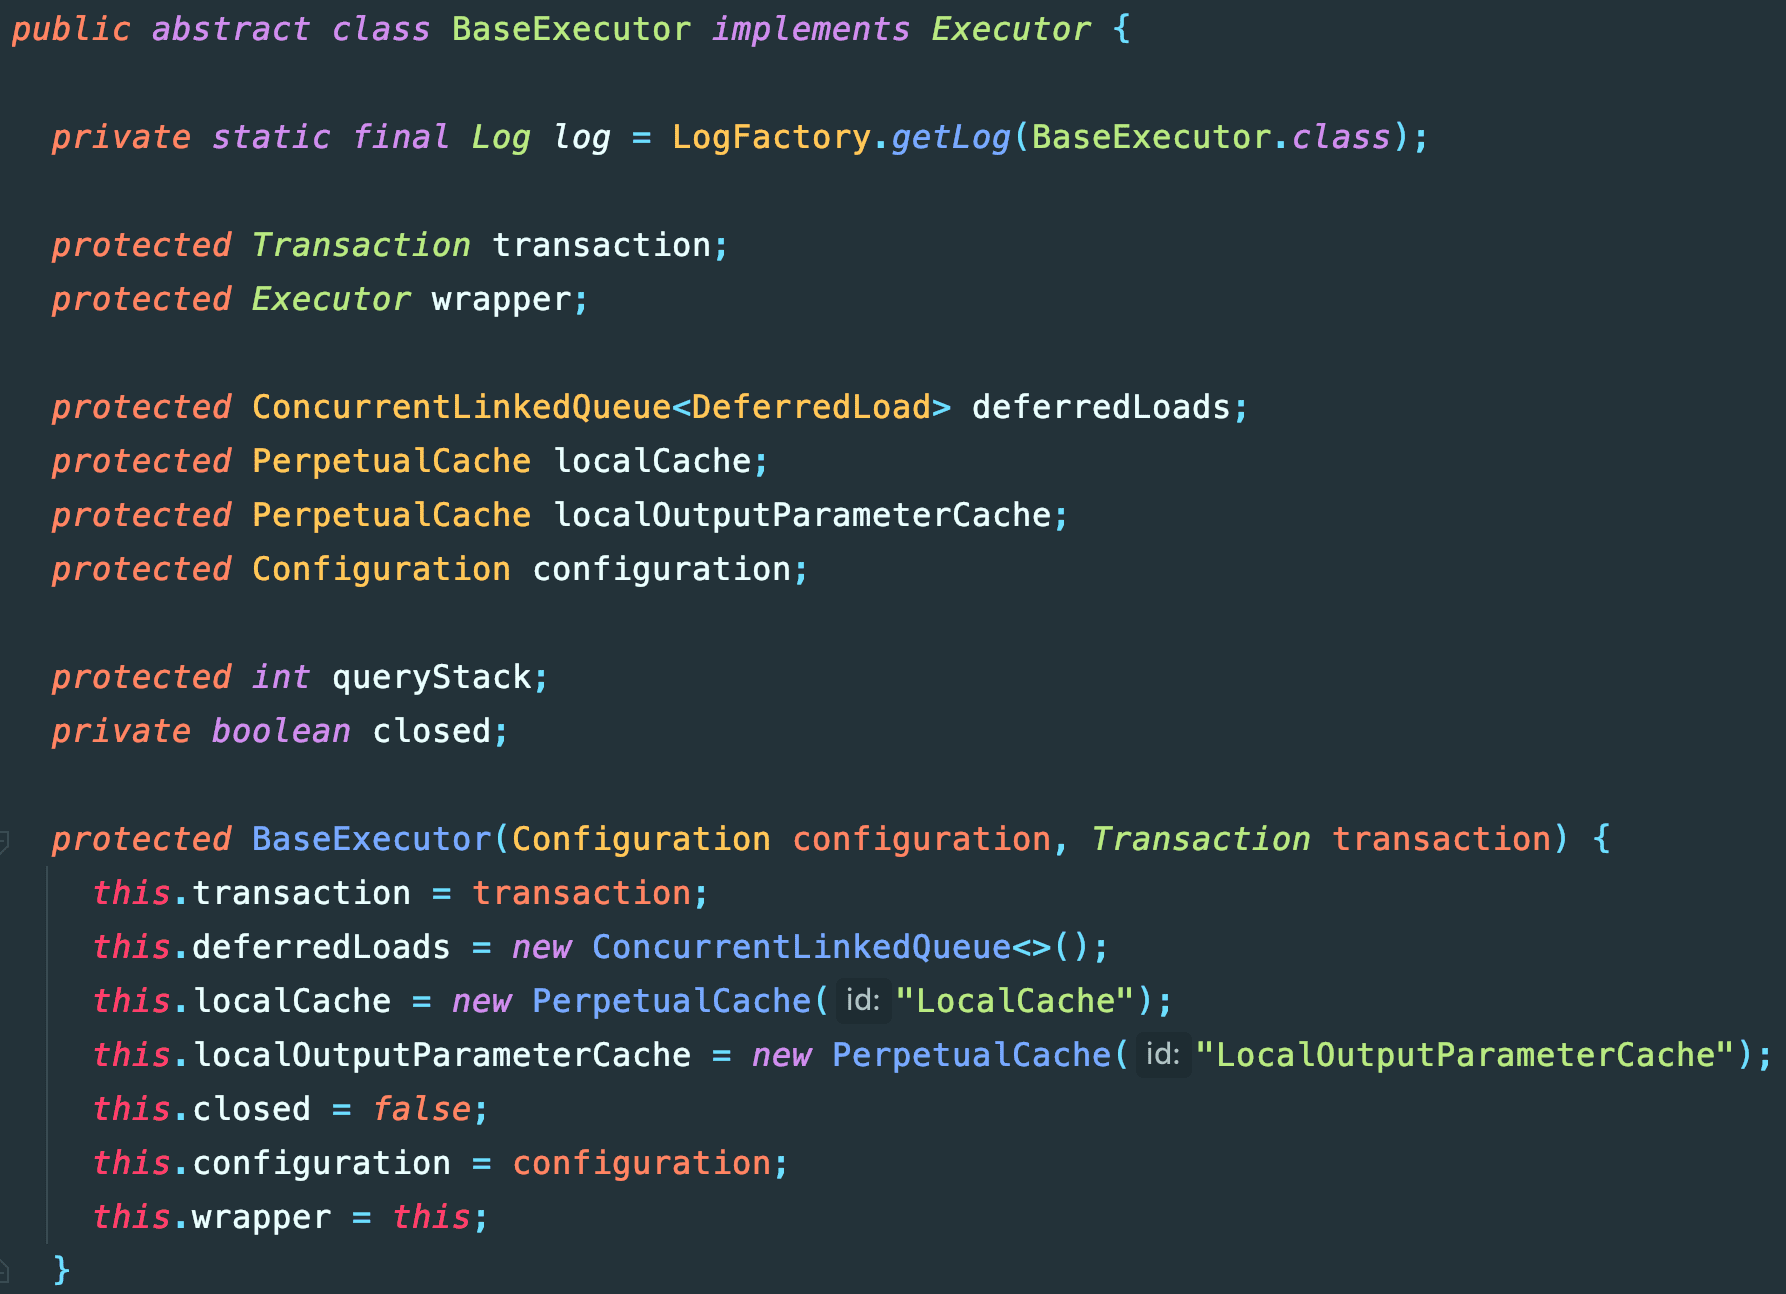 public abstract class BaseExecutor implements Executor {
private static final Log log = LogFactory.getLog(BaseExecutor.class);
protected Transaction transaction;
protected Executor wrapper;
protected ConcurrentLinkedQueue<DeferredLoad> deferredLoads;
protected PerpetualCache localCache;
protected PerpetualCache localOutputParameterCache;
protected Configuration configuration;
protected int queryStack;
private boolean closed;
protected BaseExecutor(Configuration configuration, Transaction transaction) {
this.transaction = transaction;
this.deferredLoads = new ConcurrentLinkedQueue<>();
this.localCache = new PerpetualCache( id: "LocalCache");
this.localOutputParameterCache = new PerpetualCache( id: "LocalOutputParameterCache");
this.closed = false;
this.configuration = configuration;
this.wrapper = this;
}